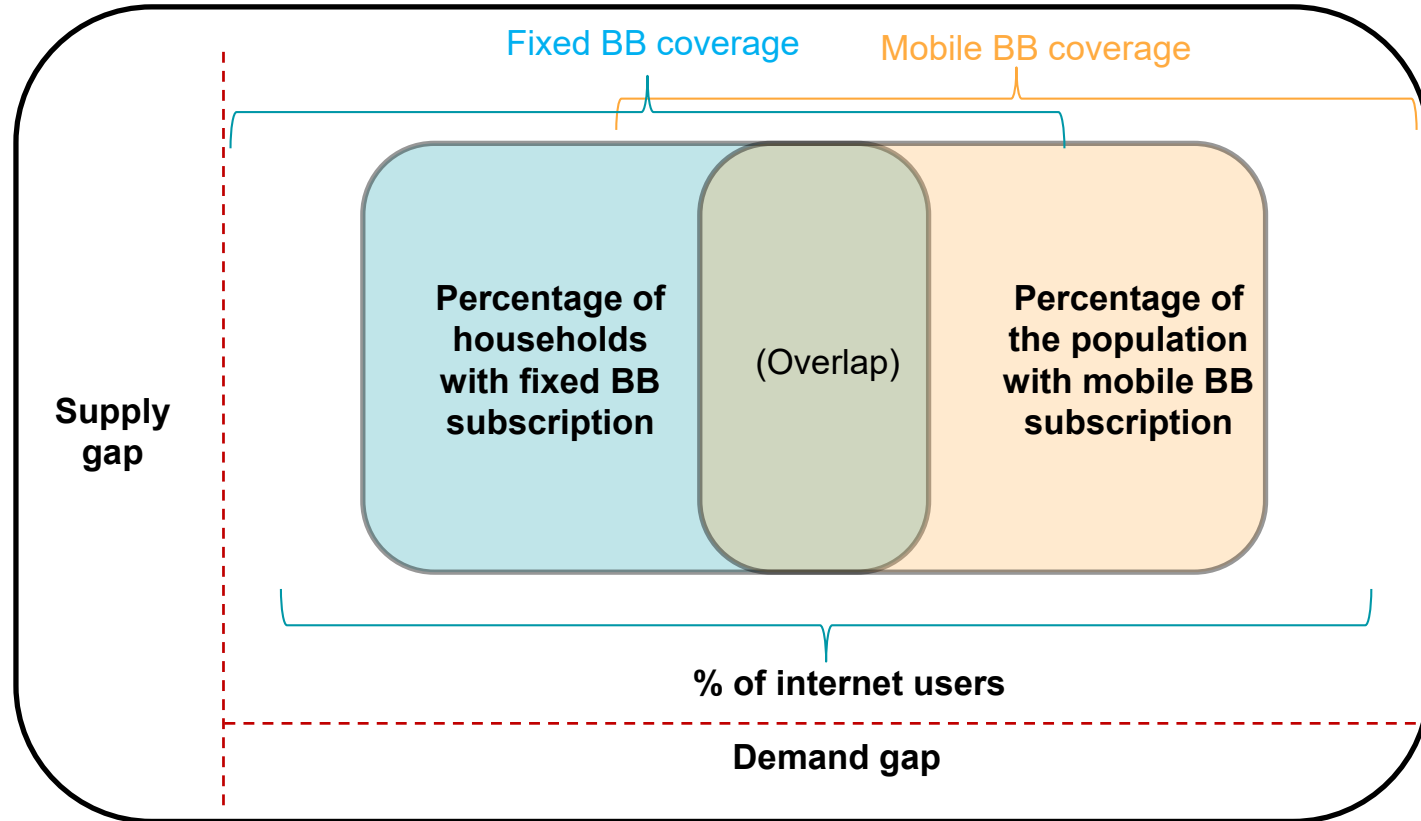 Fixed BB coverage
Mobile BB coverage
Supply
gap
Percentage of
households
with fixed BB
subscription
(Overlap)
Percentage of
the population
with mobile BB
subscription
% of internet users
Demand gap